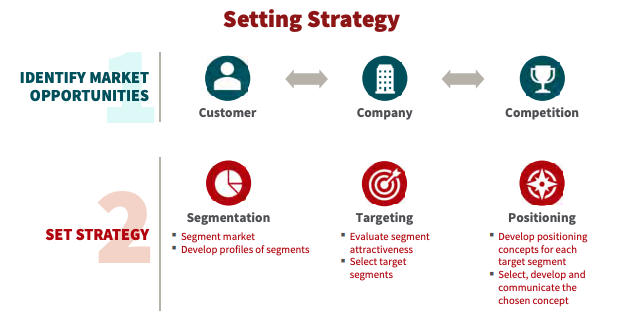 Setting Strategy
1
IDENTIFY MARKET
OPPORTUNITIES
Customer
Company
Competition
2
SET STRATEGY
Segmentation
▪ Segment market
▪ Develop profiles of segments
Targeting
▪ Evaluate segment
attractiveness
▪ Select target
segments
Positioning
▪ Develop positioning
concepts for each
target segment
▪ Select, develop and
communicate the
chosen concept